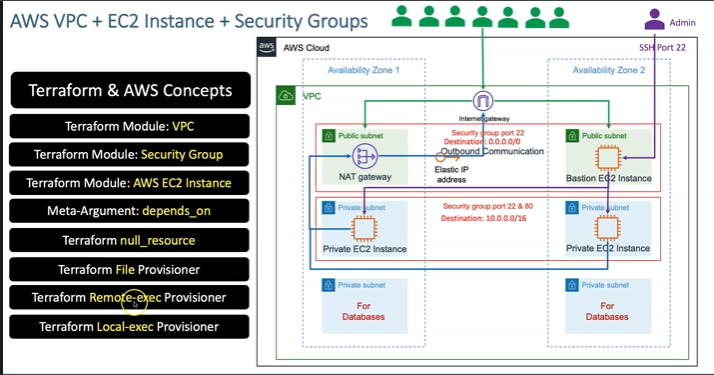 AWS VPC + EC2 Instance + Security Groups
Admin
SSH Port 22
Terraform & AWS Concepts
Terraform Module: VPC
Terraform Module: Security Group
Terraform Module: AWS EC2 Instance
Meta-Argument: depends_on
Terraform null_resource
Terraform File Provisioner
Terraform Remote-exec Provisioner
Terraform Local-exec Provisioner
aws
AWS Cloud
Availability Zone 1
Availability Zone 2
VPC
Internet gateway
Public subnet
NAT gateway
Security group port 22
Destination: 0.0.0.0/0
Outbound Communication
Elastic IP
address
Public subnet
Bastion EC2 Instance
Private subnet
Private EC2 Instance
Security group port 22 & 80
Destination: 10.0.0.0/16
Private subnet
Private EC2 Instance
Private subnet
For
Databases
Private subnet
For
Databases